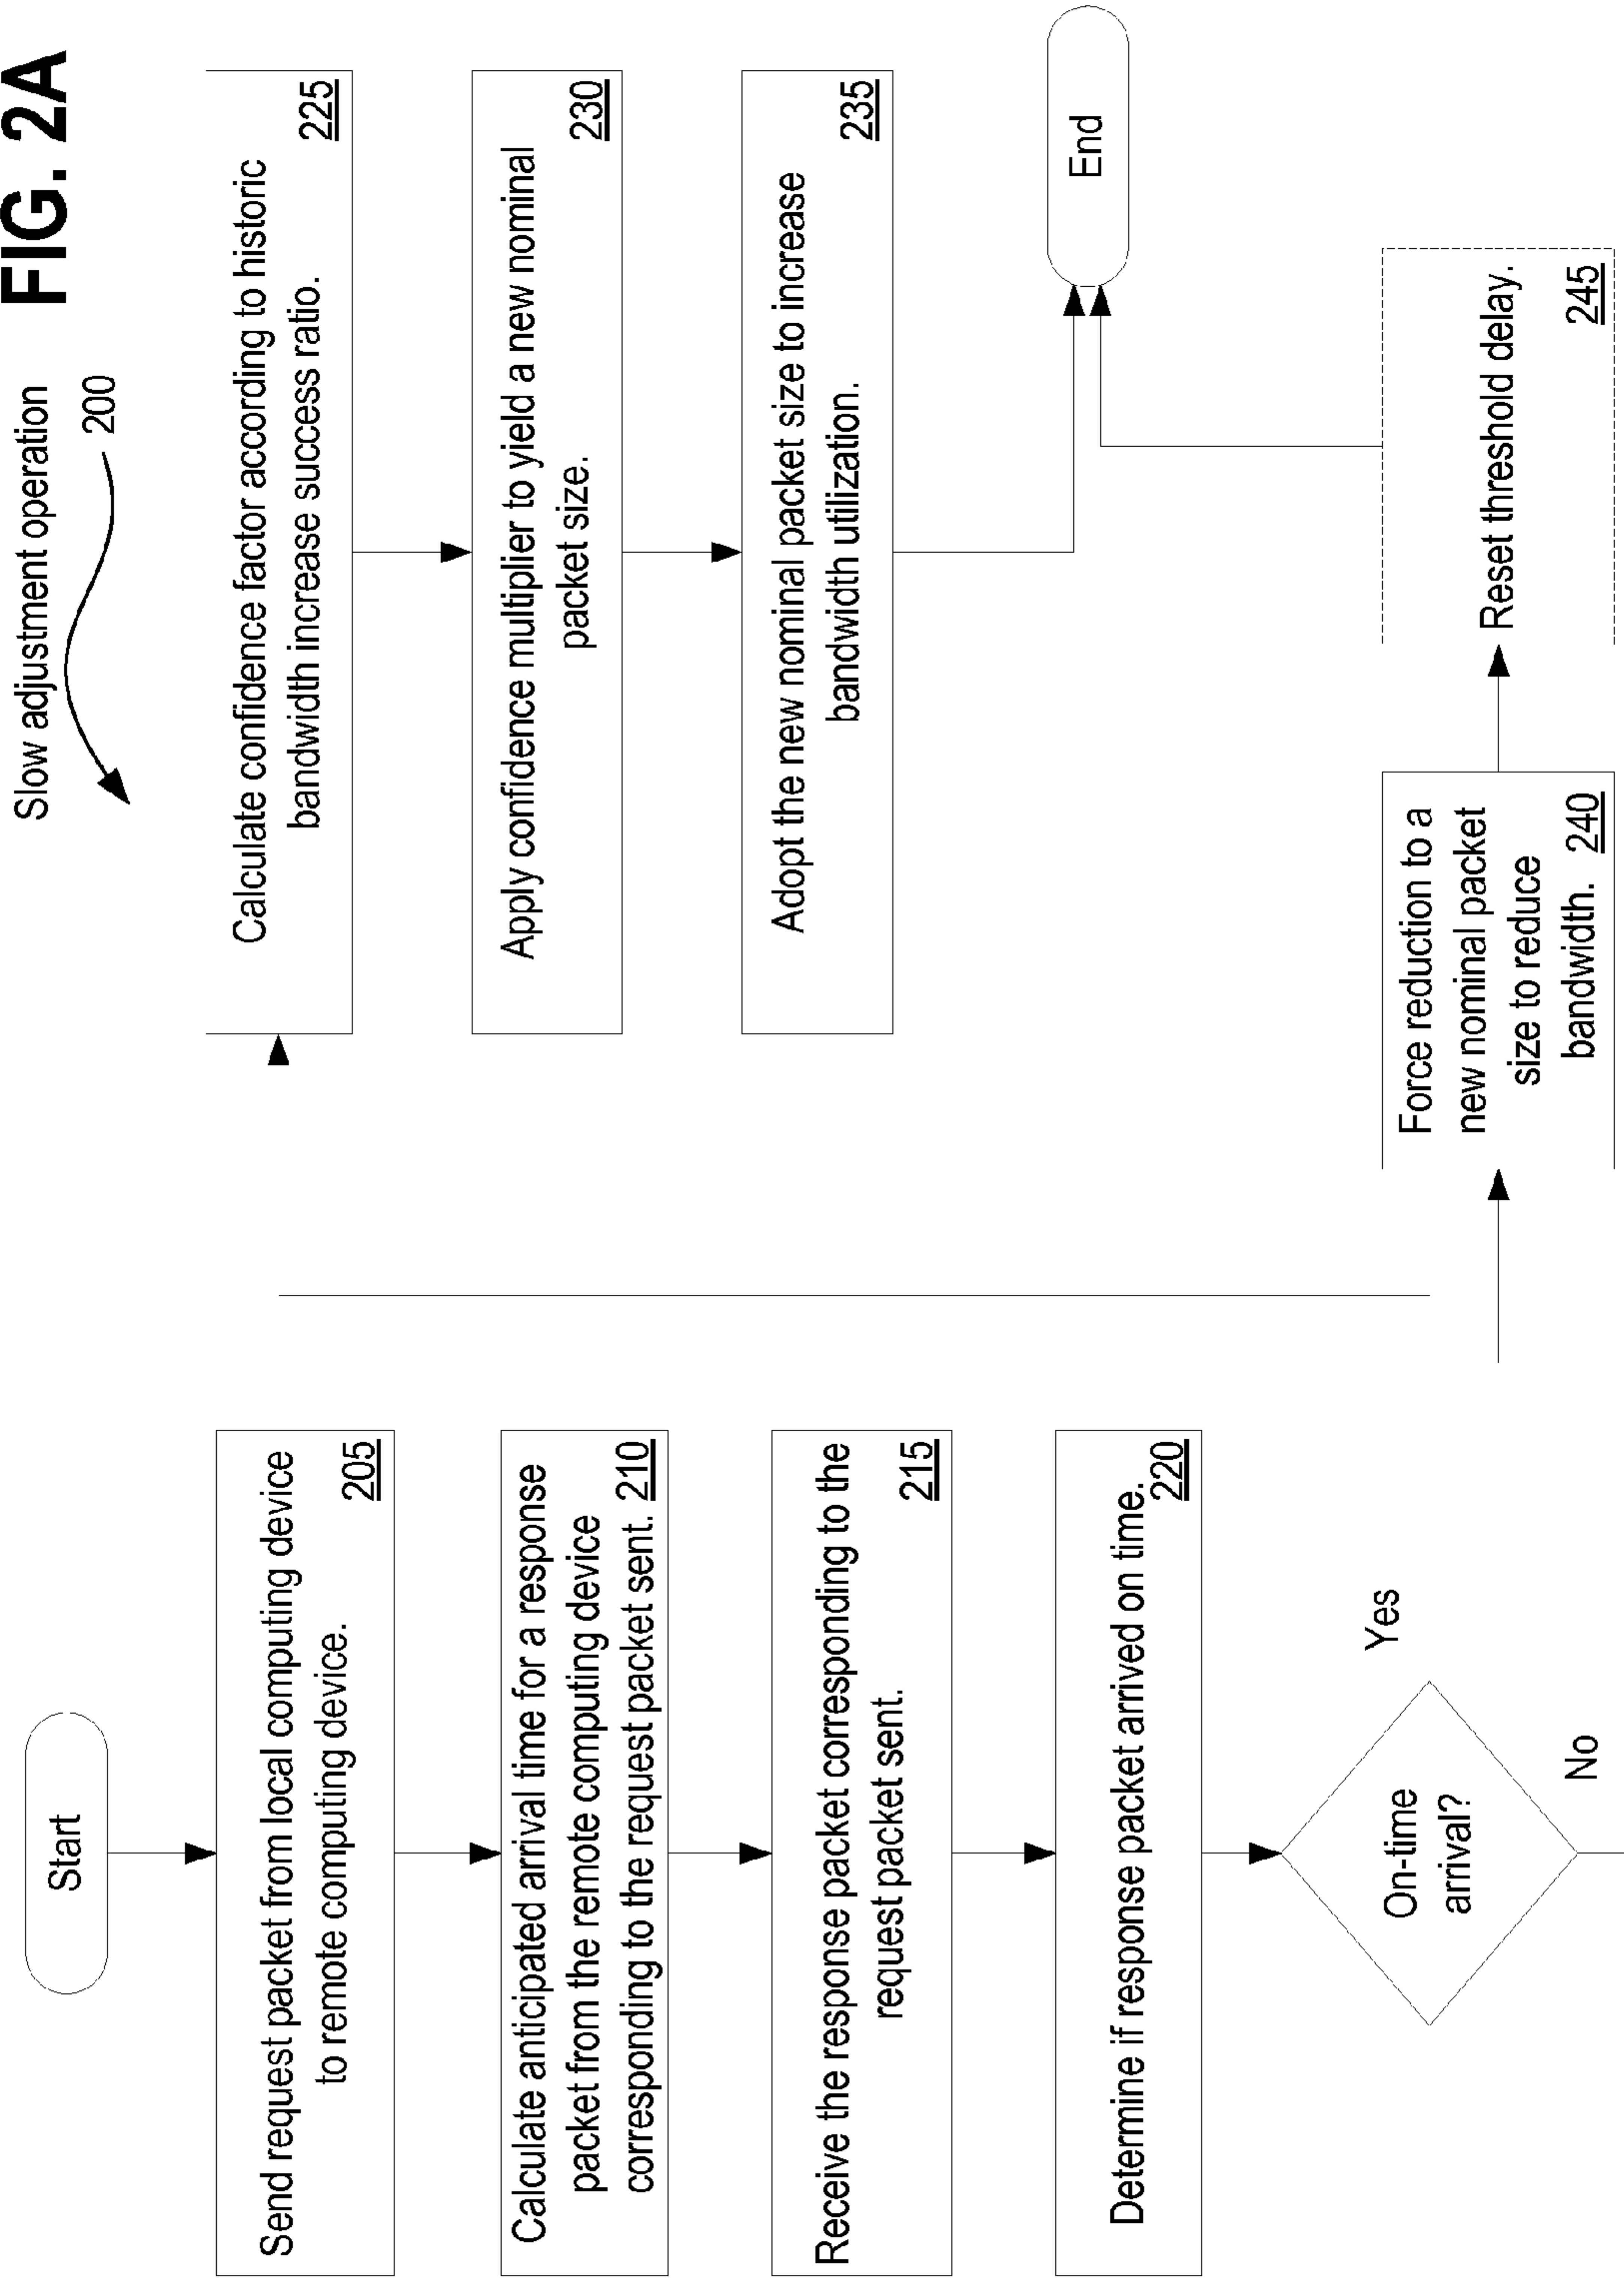 FIG. 2A
Slow adjustment operation
200
Start
Send request packet from local computing device
to remote computing device.
205
Calculate anticipated arrival time for a response
packet from the remote computing device
corresponding to the request packet sent.
210
Receive the response packet corresponding to the
request packet sent.
215
Determine if response packet arrived on time.
220
On-time
arrival?
Yes
No
Calculate confidence factor according to historic
bandwidth increase success ratio.
225
Apply confidence multiplier to yield a new nominal
packet size.
230
Adopt the new nominal packet size to increase
bandwidth utilization.
235
Force reduction to a
new nominal packet
size to reduce
bandwidth. 240
Reset threshold delay.
245
End